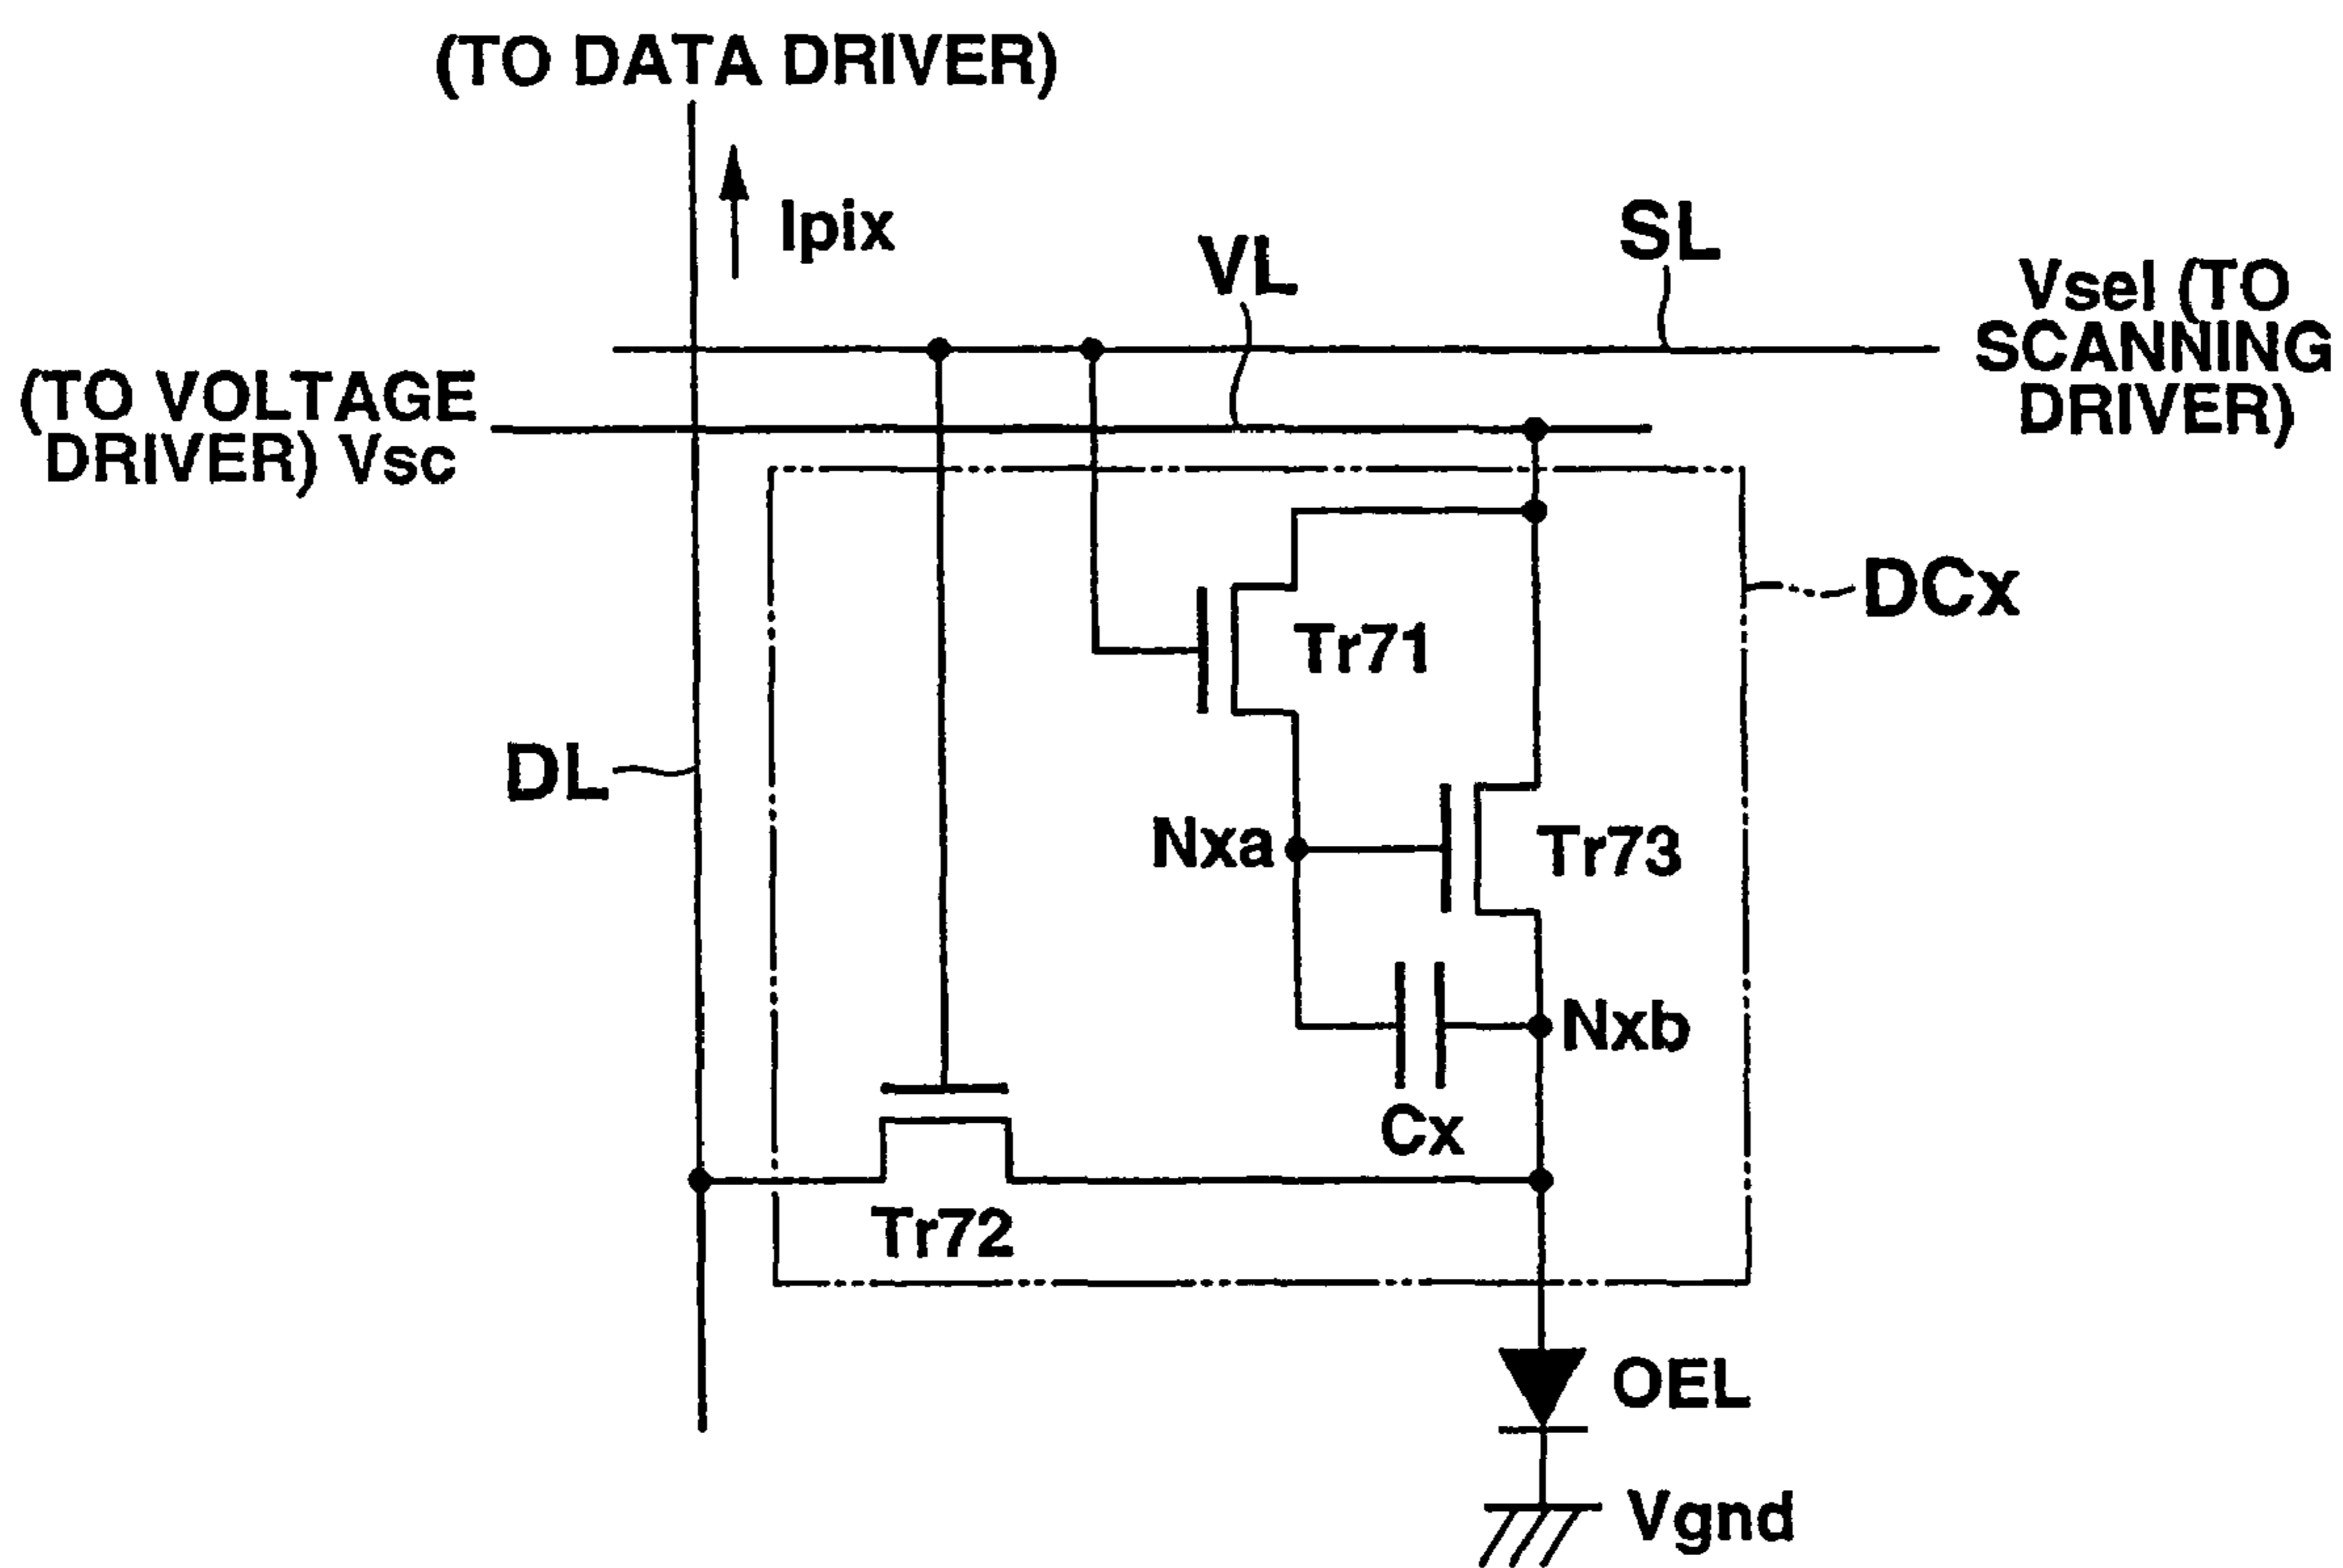 (TO DATA DRIVER)
Ipix
VL
SL
Vsel (TO
SCANNING
DRIVER)
(TO VOLTAGE
DRIVER) Vsc
DCx
Tr71
DL
Nxa
Tr73
Nxb
Cx
Tr72
OEL
Vgnd